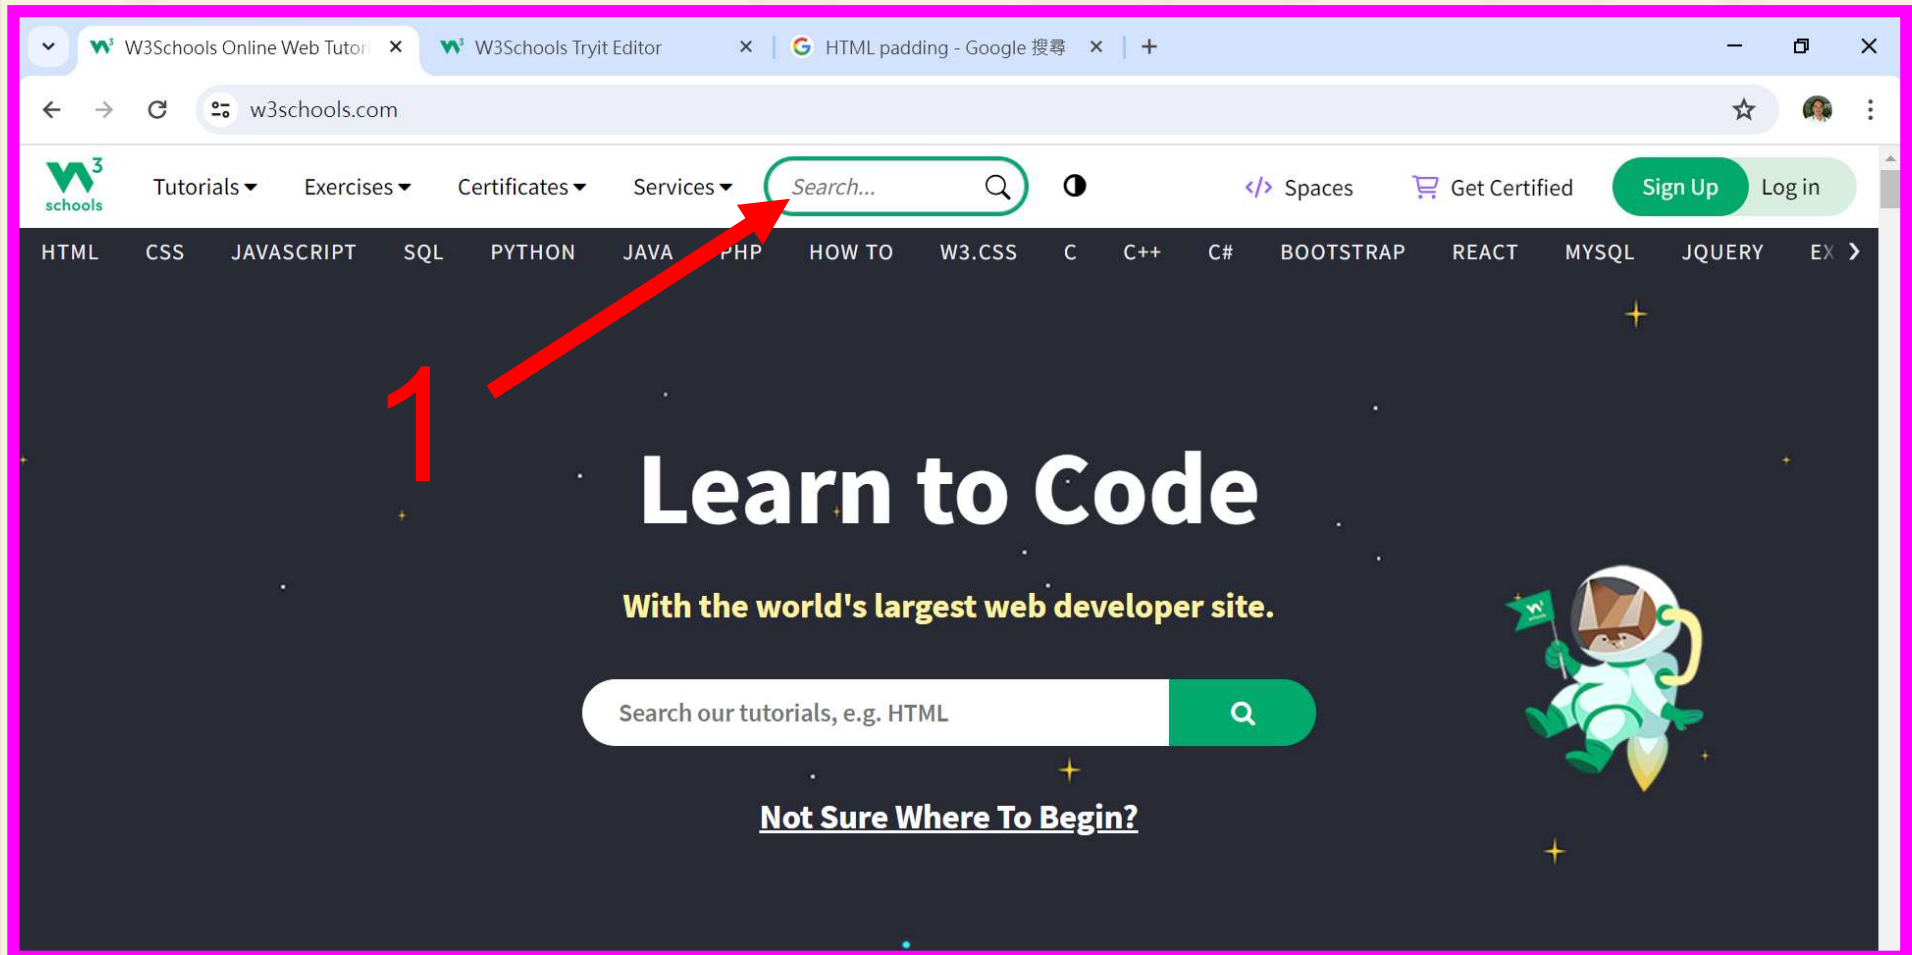 W3Schools Online Web Tutori
W3Schools Tryit Editor
HTML padding - Google 搜尋
w3schools.com
3
schools
Tutorials
Exercises
Certificates
Services
Search...
</> Spaces
Get Certified
Sign Up
Log in
HTML CSS JAVASCRIPT SQL PYTHON JAVA PHP HOW TO W3.CSS C C++ C# BOOTSTRAP REACT MYSQL JQUERY EX
1
Learn to Code
With the world's largest web developer site.
Search our tutorials, e.g. HTML
Not Sure Where To Begin?